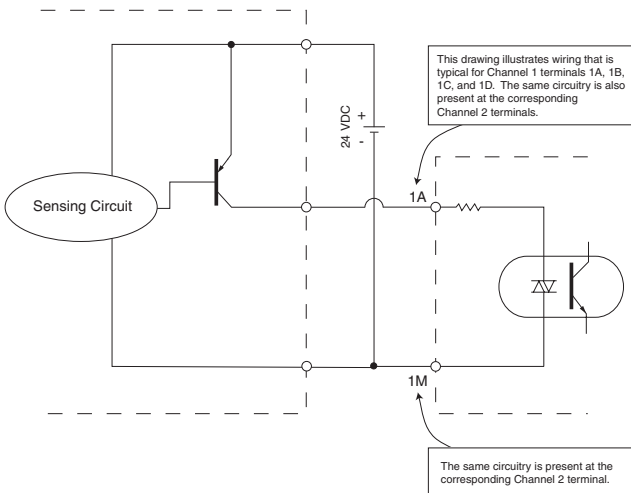 This drawing illustrates wiring that is
typical for Channel 1 terminals 1A, 1B,
1C, and 1D. The same circuitry is also
present at the corresponding
Channel 2 terminals.
+
24 VDC
-
1A
Sensing Circuit
1M
The same circuitry is present at the
corresponding Channel 2 terminal.